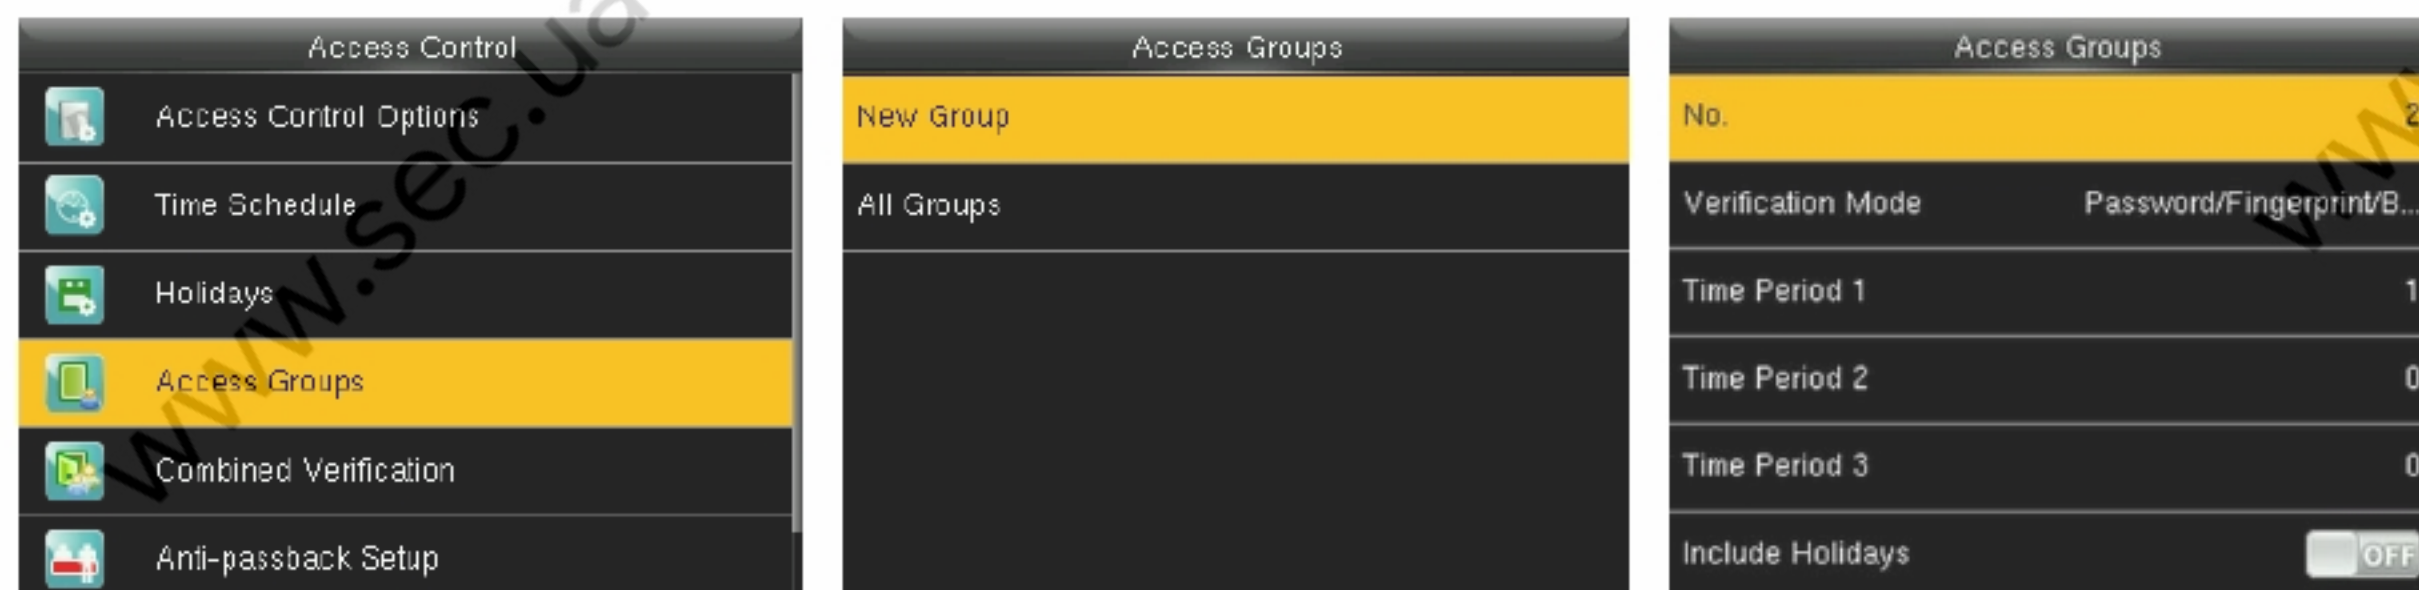 Access Control
Access Control Options
Time Schedule
Holidays
Access Groups
Combined Verification
Anti-passback Setup
Access Groups
New Group
All Groups
Access Groups
No. 2
Verification Mode Password/Fingerprint/B...
Time Period 1 1
Time Period 2 0
Time Period 3 0
Include Holidays OFF
www.sec.ua
www